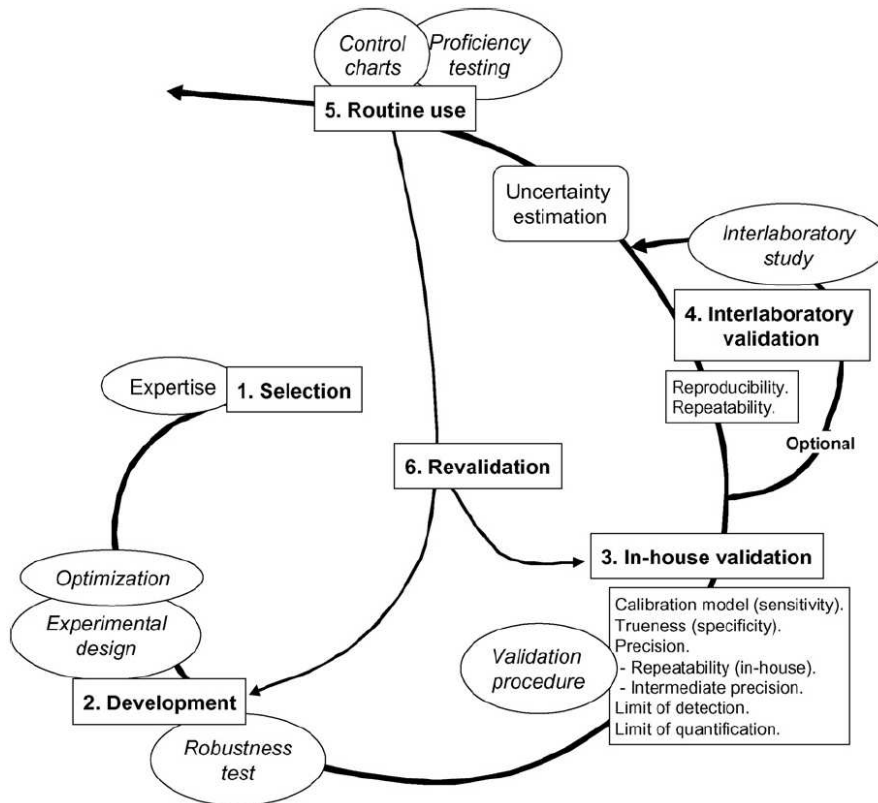 Control
charts
Proficiency
testing
5. Routine use
Uncertainty
estimation
Interlaboratory
study
4. Interlaboratory
validation
Expertise
1. Selection
Reproducibility.
Repeatability.
Optional
6. Revalidation
3. In-house validation
Optimization
Experimental
design
Calibration model (sensitivity).
Trueness (specificity).
Precision.
- Repeatability (in-house).
- Intermediate precision.
Limit of detection.
Limit of quantification.
Validation
procedure
2. Development
Robustness
test